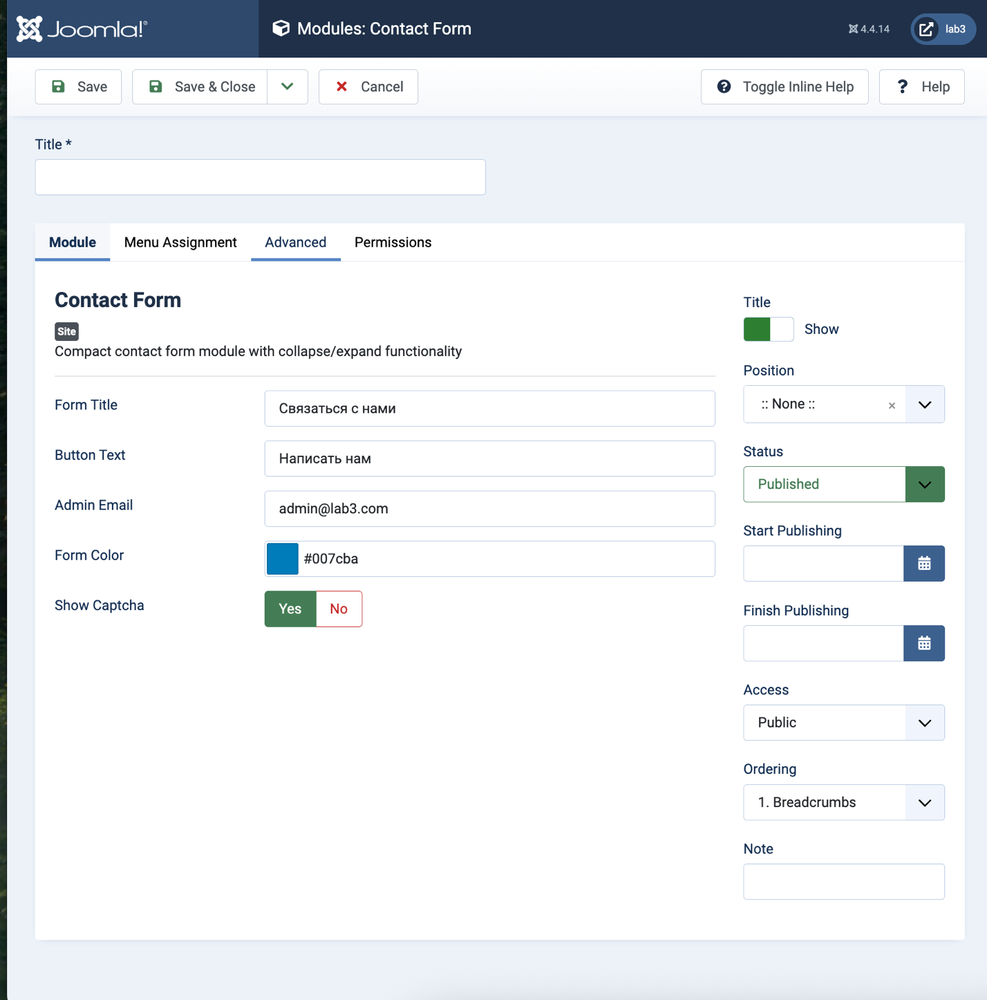 Joomla!® Modules: Contact Form 4.4.14 lab3
Save Save & Close Cancel Toggle Inline Help ? Help
Title *
Module Menu Assignment Advanced Permissions
Contact Form
Site
Compact contact form module with collapse/expand functionality
Form Title Связаться с нами
Button Text Написать нам
Admin Email admin@lab3.com
Form Color #007cba
Show Captcha Yes No
Title
Show
Position
:: None :: ×
Status
Published
Start Publishing
Finish Publishing
Access
Public
Ordering
1. Breadcrumbs
Note